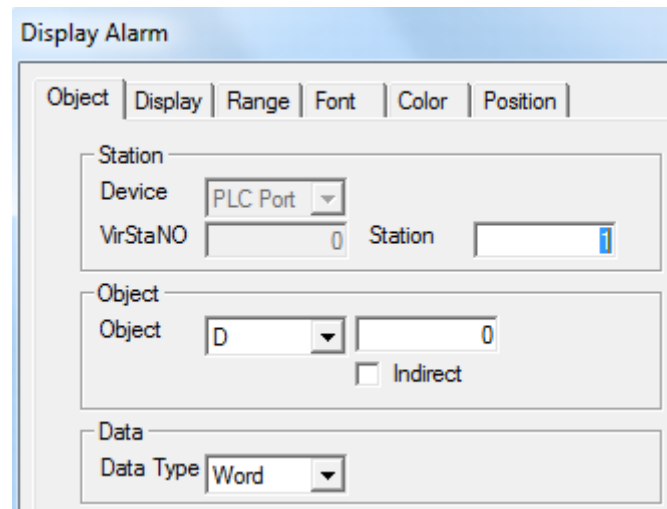 Display Alarm
Object Display Range Font Color Position
Station
Device PLC Port
VirStaNO 0 Station 1
Object
Object D 0
Indirect
Data
Data Type Word